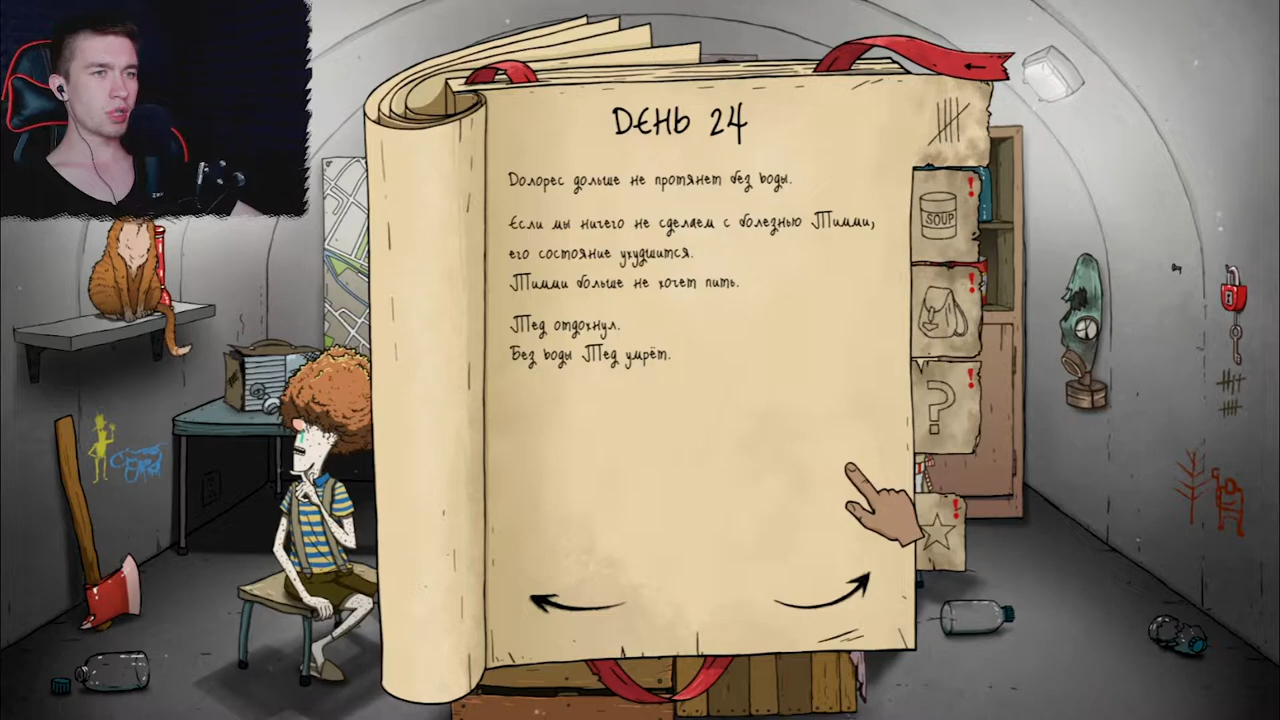 День 24
Долорес дольше не протянет без воды.
Если мы ничего не сделаем с болезнью Тимми,
его состояние ухудшится.
Тимми больше не хочет пить.
Тед отдохнул.
Без воды Тед умрёт.
!
SOUP
!
!
?
!